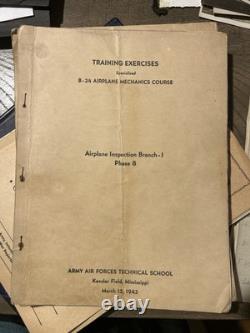 TRAINING EXERCISES
Specialized
B-24 AIRPLANE MECHANICS COURSE
Airplane Inspection Branch-I
Phase 8
ARMY AIR FORCES TECHNICAL SCHOOL
Keesler Field, Mississippi
March 15, 1943